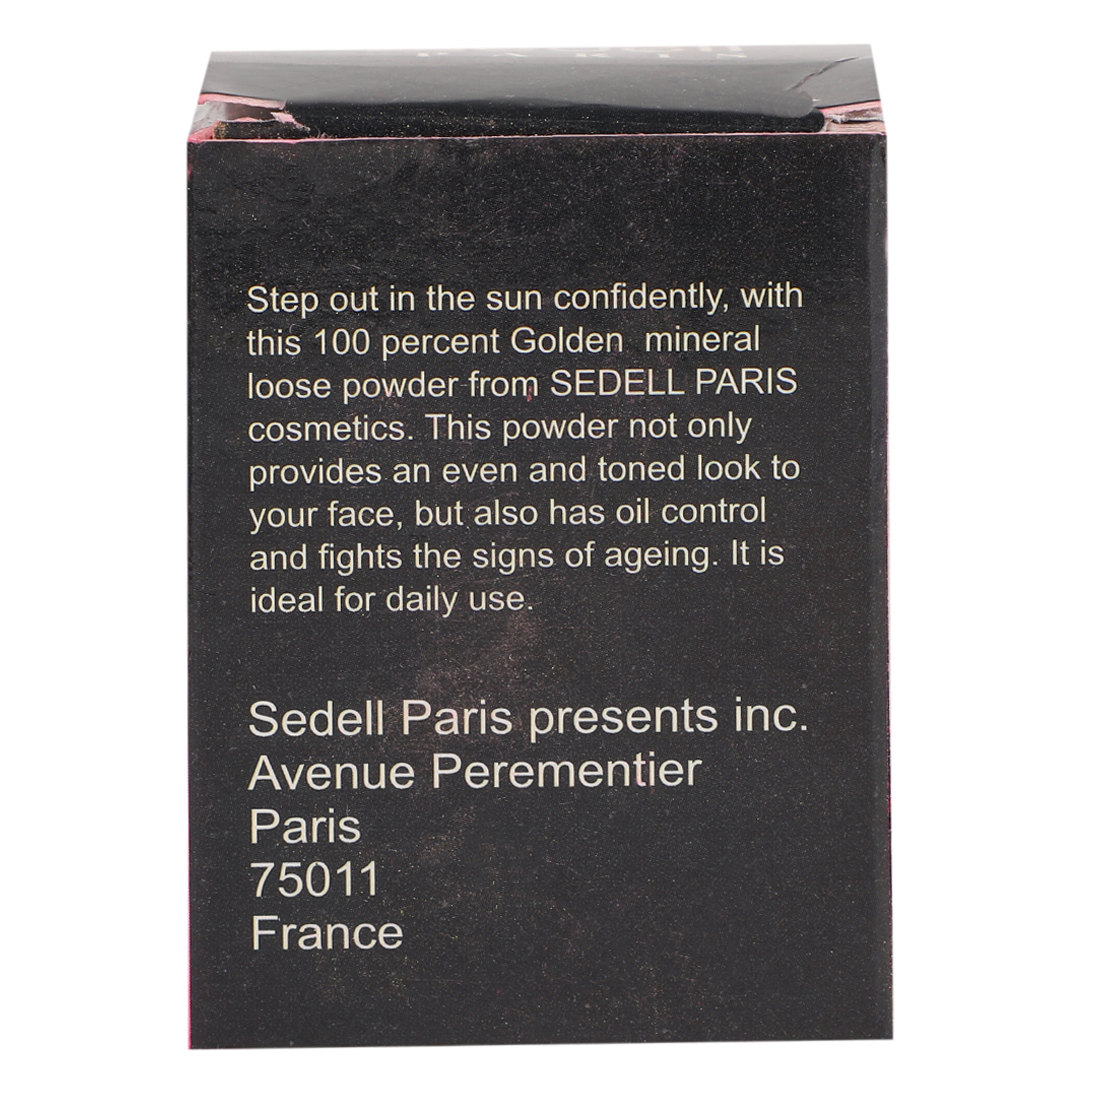 Step out in the sun confidently, with
this 100 percent Golden  mineral
loose powder from SEDELL PARIS
cosmetics. This powder not only
provides an even and toned look to
your face, but also has oil control
and fights the signs of ageing. It is
ideal for daily use.
Sedell Paris presents inc.
Avenue Perementier
Paris
75011
France